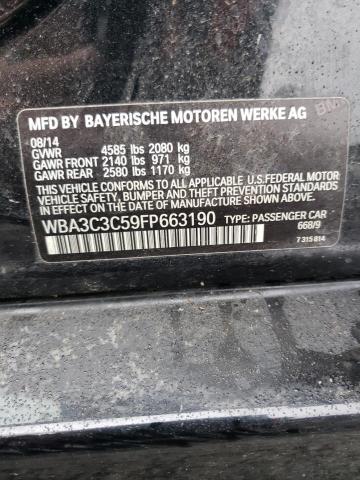 MFD BY BAYERISCHE MOTOREN WERKE AG
BMW
08/14
GVWR 4585 lbs 2080 kg
GAWR FRONT 2140 lbs 971 kg
GAWR REAR 2580 lbs 1170 kg
THIS VEHICLE CONFORMS TO ALL APPLICABLE U.S.FEDERAL MOTOR
VEHICLE SAFETY
THEFT PREVENTION STANDARDS IN EFFECT ON THE DATE OF MANUFACTURE SHOWN ABOVE.
WBA3C3C59FP663190 TYPE: PASSENGER CAR
668/9
7 315 814